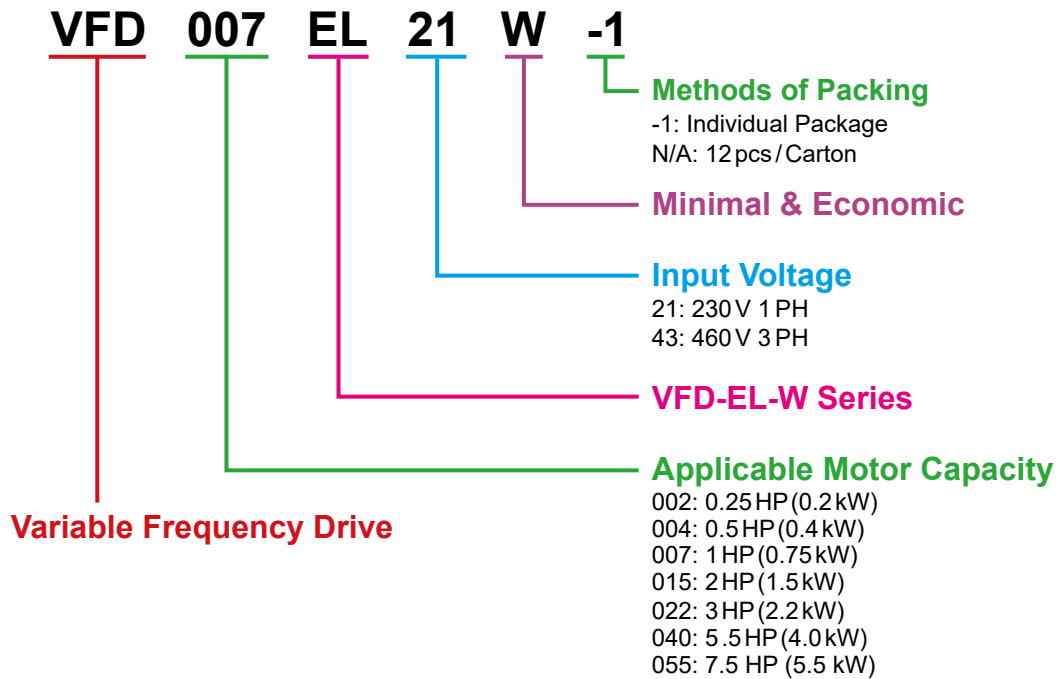 VFD 007 EL 21 W -1
Methods of Packing
-1: Individual Package
N/A: 12 pcs / Carton
Minimal & Economic
Input Voltage
21: 230 V 1 PH
43: 460 V 3 PH
VFD-EL-W Series
Applicable Motor Capacity
002: 0.25 HP (0.2 kW)
004: 0.5 HP (0.4 kW)
007: 1 HP (0.75 kW)
015: 2 HP (1.5 kW)
022: 3 HP (2.2 kW)
040: 5.5 HP (4.0 kW)
055: 7.5 HP (5.5 kW)
Variable Frequency Drive